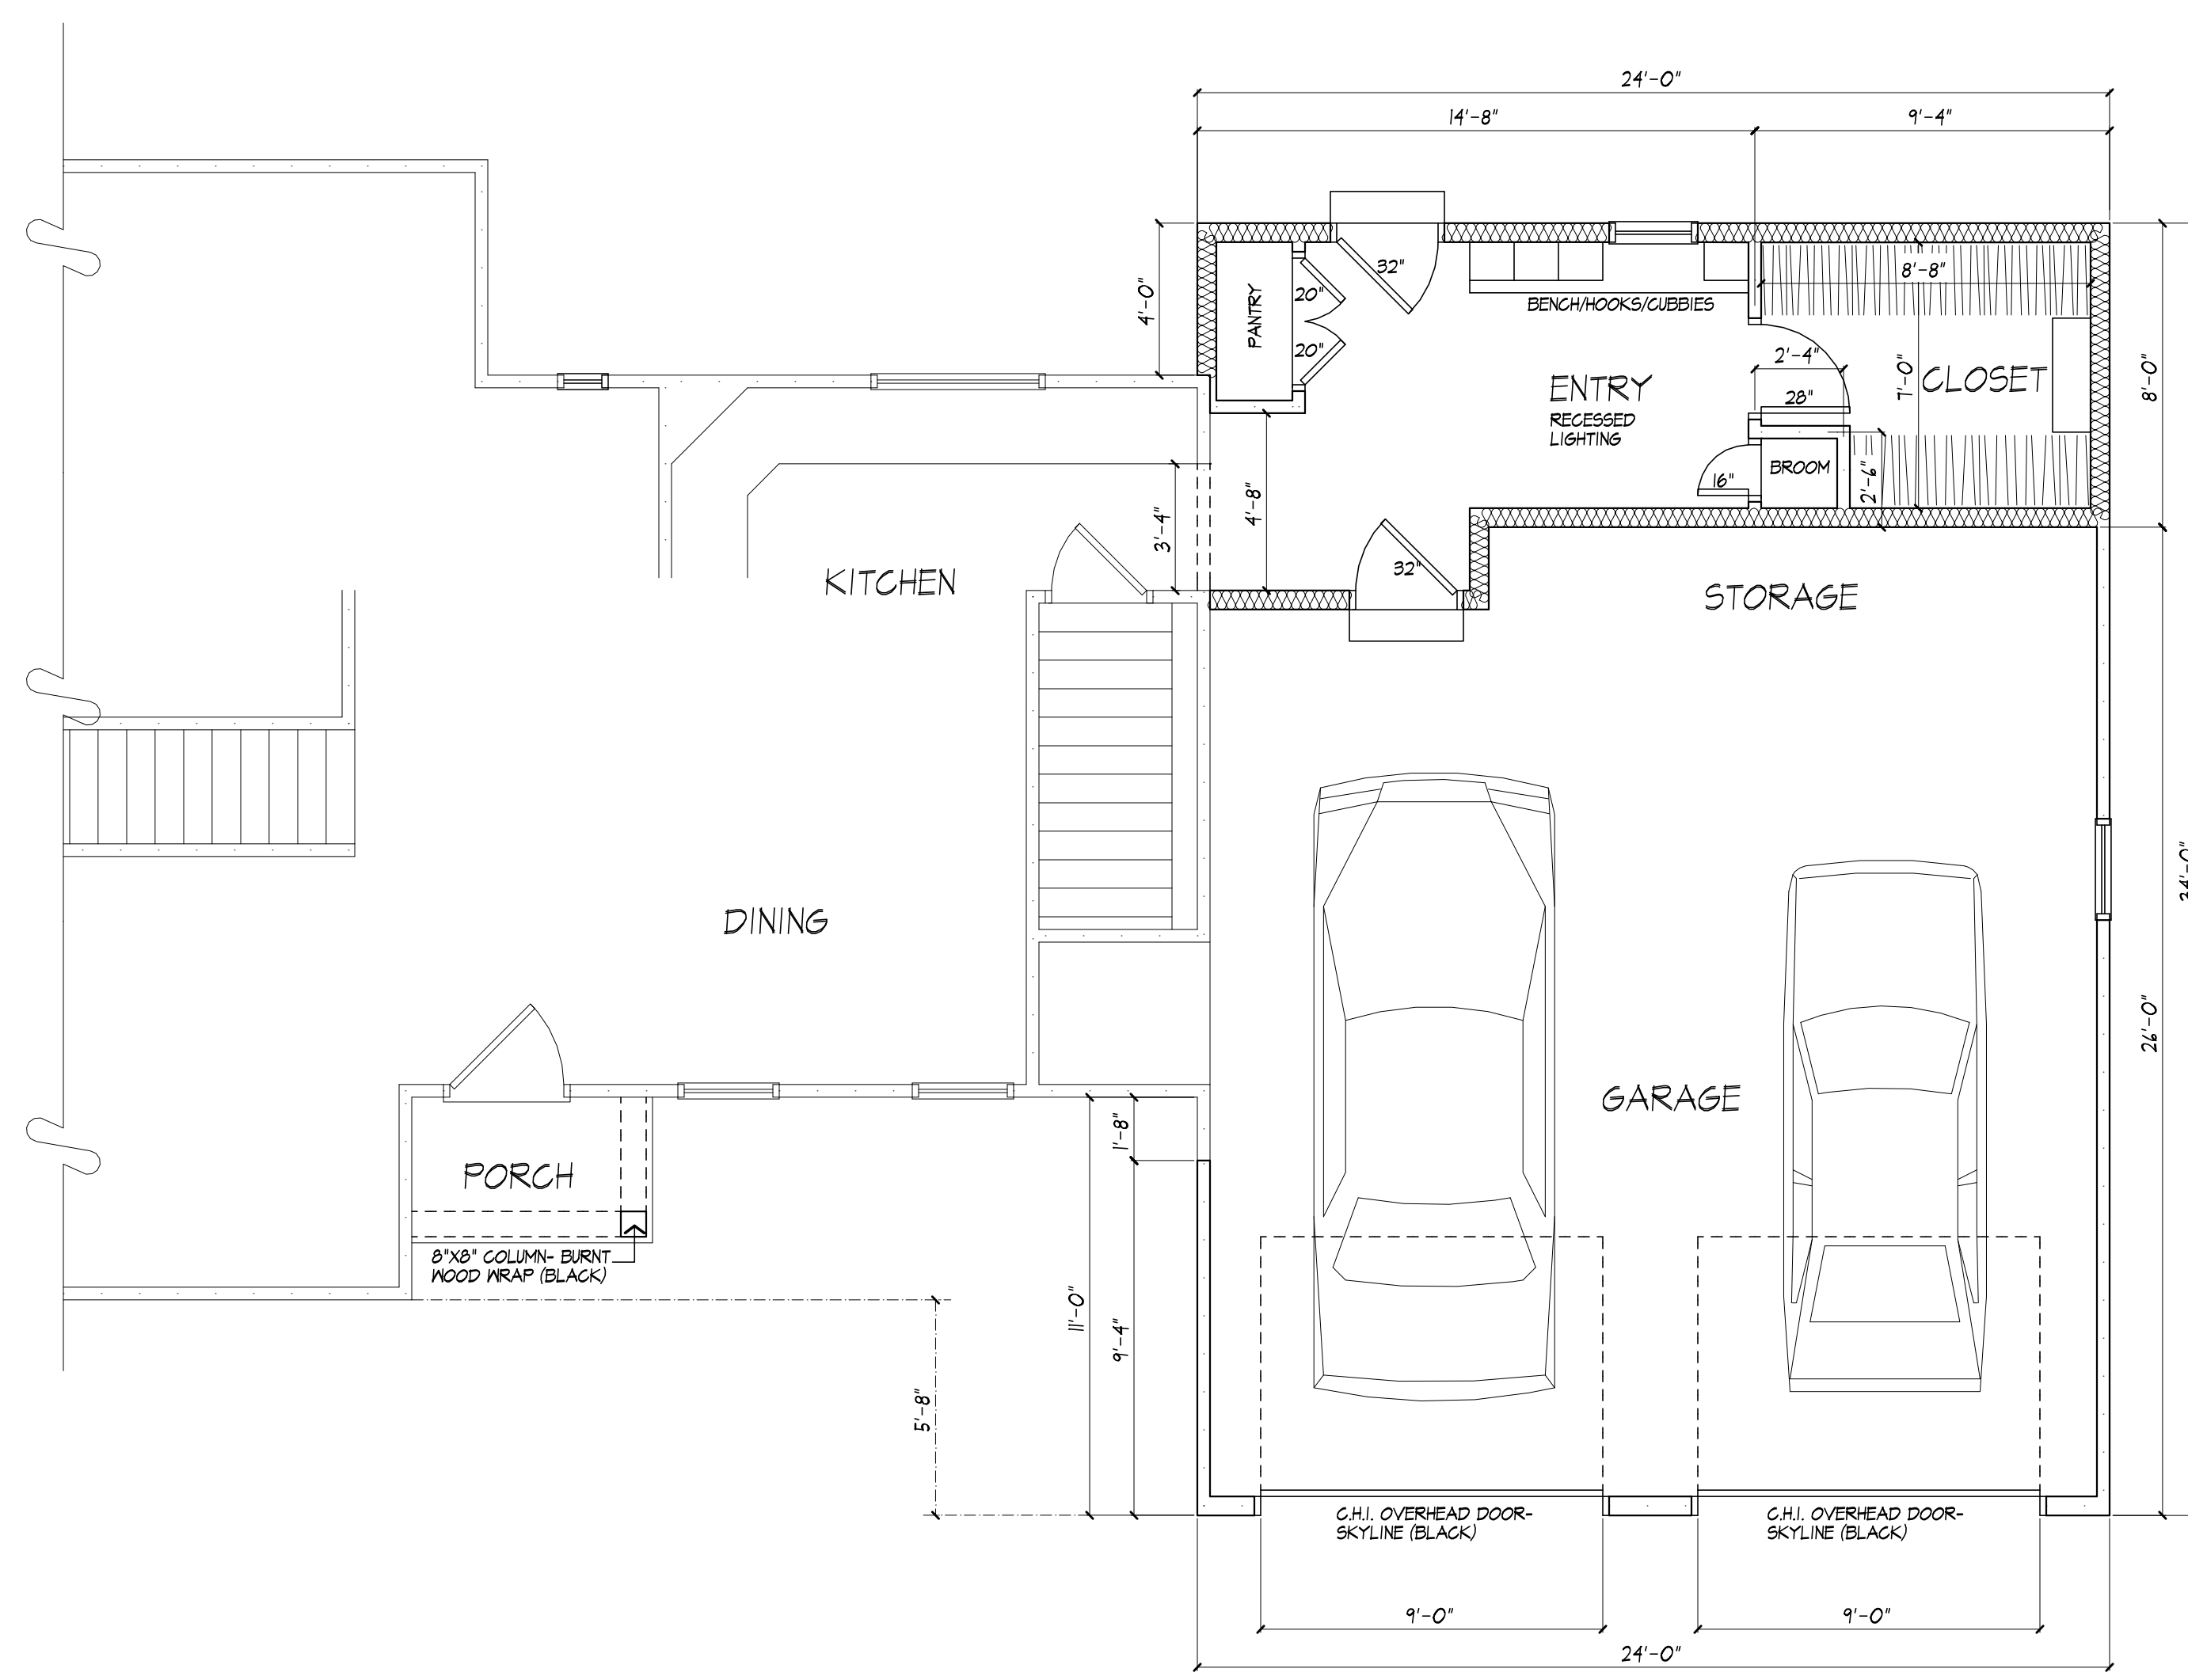 24'-0"
14'-8"
9'-4"
4'-0"
PANTRY
20"
20"
32"
BENCH/HOOKS/CUBBIES
8'-8"
2'-4"
28"
7'-0"
CLOSET
8'-0"
ENTRY
RECESSED
LIGHTING
BROOM
16"
2'-6"
4'-8"
3'-4"
32"
KITCHEN
STORAGE
DINING
26'-0"
GARAGE
1'-8"
PORCH
8"X8" COLUMN- BURNT
WOOD WRAP (BLACK)
11'-0"
9'-4"
5'-8"
C.H.I. OVERHEAD DOOR-
SKYLINE (BLACK)
C.H.I. OVERHEAD DOOR-
SKYLINE (BLACK)
9'-0"
9'-0"
24'-0"